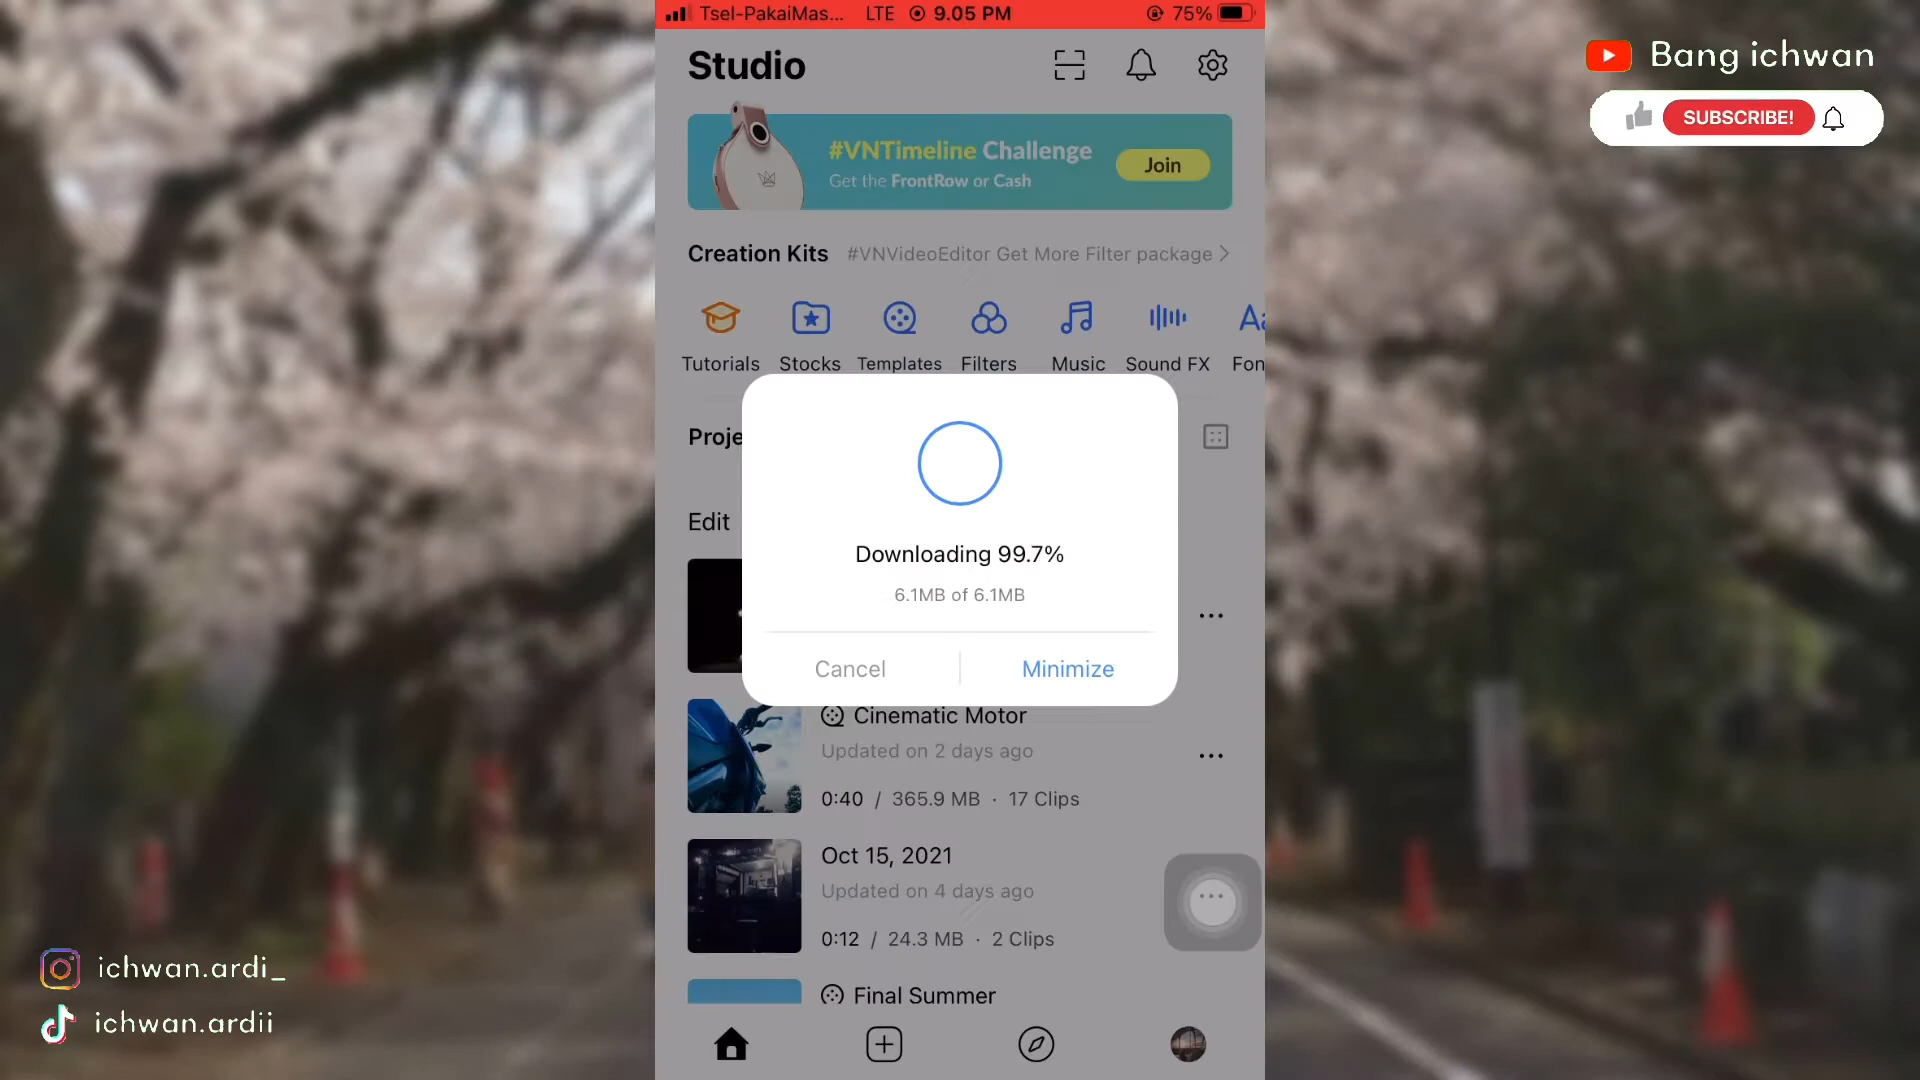 Tsel-PakaiMas... LTE 9.05 PM 75%
Studio
Bang ichwan
SUBSCRIBE!
#VNTimeline Challenge
Get the FrontRow or Cash
Join
Creation Kits #VNVideoEditor Get More Filter package
Tutorials Stocks Templates Filters Music Sound FX Fon
Aa
Proje
Edit
Downloading 99.7%
6.1MB of 6.1MB
Cancel Minimize
Cinematic Motor
Updated on 2 days ago
0:40 / 365.9 MB · 17 Clips
Oct 15, 2021
Updated on 4 days ago
0:12 / 24.3 MB · 2 Clips
Final Summer
ichwan.ardi_
ichwan.ardii